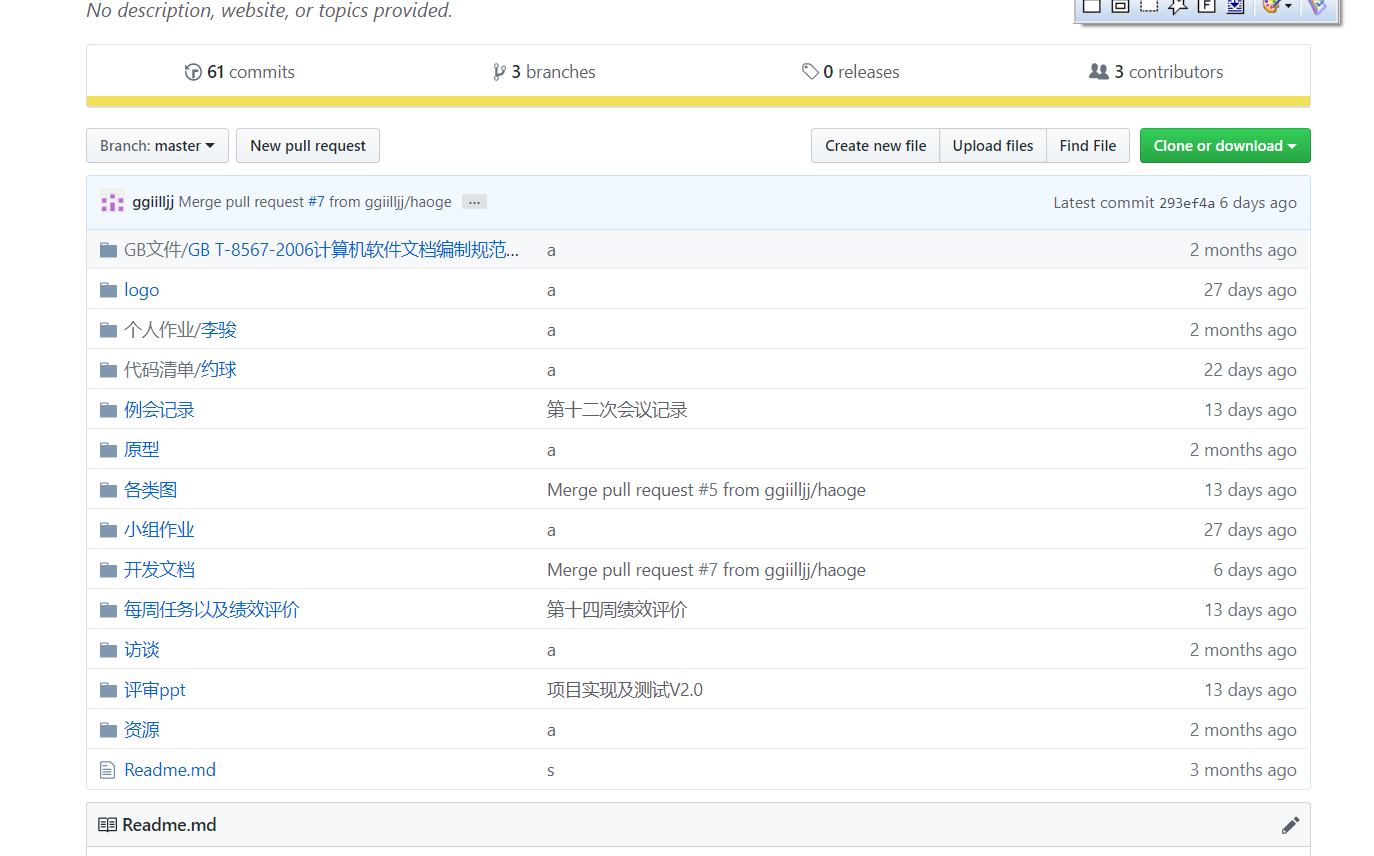 No description, website, or topics provided.
61 commits 3 branches 0 releases 3 contributors
Branch: master New pull request Create new file Upload files Find File Clone or download
ggiilljj Merge pull request #7 from ggiilljj/haoge ... Latest commit 293ef4a 6 days ago
GB文件/GB T-8567-2006计算机软件文档编制规范... a 2 months ago
logo a 27 days ago
个人作业/李骏 a 2 months ago
代码清单/约球 a 22 days ago
例会记录 第十二次会议记录 13 days ago
原型 a 2 months ago
各类图 Merge pull request #5 from ggiilljj/haoge 13 days ago
小组作业 a 27 days ago
开发文档 Merge pull request #7 from ggiilljj/haoge 6 days ago
每周任务以及绩效评价 第十四周绩效评价 13 days ago
访谈 a 2 months ago
评审ppt 项目实现及测试V2.0 13 days ago
资源 a 2 months ago
Readme.md s 3 months ago
Readme.md